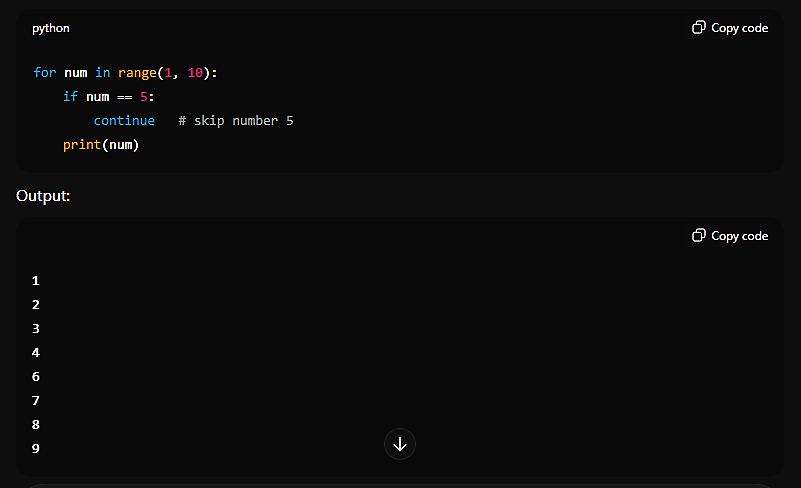 python
Copy code
for num in range(1, 10):
    if num == 5:
        continue   # skip number 5
    print(num)
Output:
Copy code
1
2
3
4
6
7
8
9